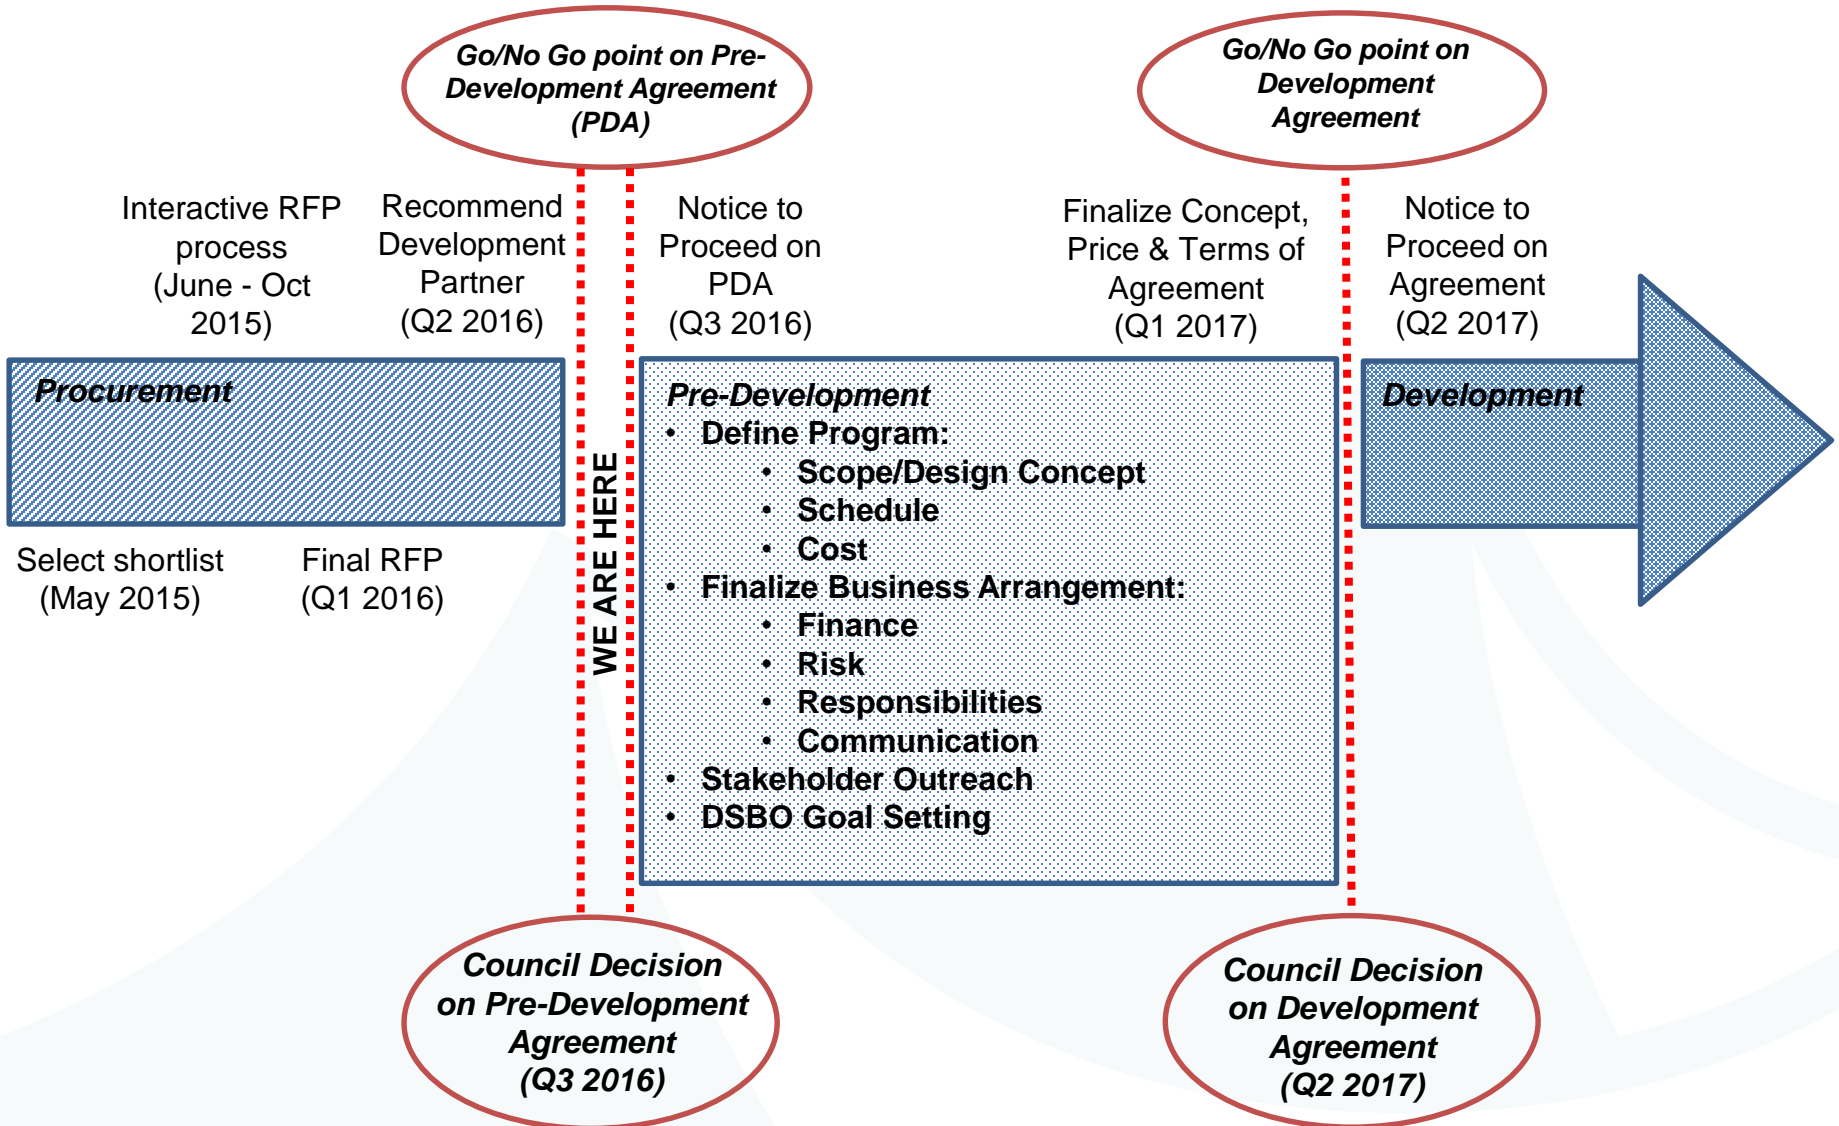 Go/No Go point on Pre-
Development Agreement
(PDA)
Go/No Go point on
Development
Agreement
Interactive RFP
process
(June - Oct
2015)
Recommend
Development
Partner
(Q2 2016)
Notice to
Proceed on
PDA
(Q3 2016)
Finalize Concept,
Price & Terms of
Agreement
(Q1 2017)
Notice to
Proceed on
Agreement
(Q2 2017)
Procurement
Select shortlist
(May 2015)
Final RFP
(Q1 2016)
WE ARE HERE
Pre-Development
• Define Program:
• Scope/Design Concept
• Schedule
• Cost
• Finalize Business Arrangement:
• Finance
• Risk
• Responsibilities
• Communication
• Stakeholder Outreach
• DSBO Goal Setting
Development
Council Decision
on Pre-Development
Agreement
(Q3 2016)
Council Decision
on Development
Agreement
(Q2 2017)